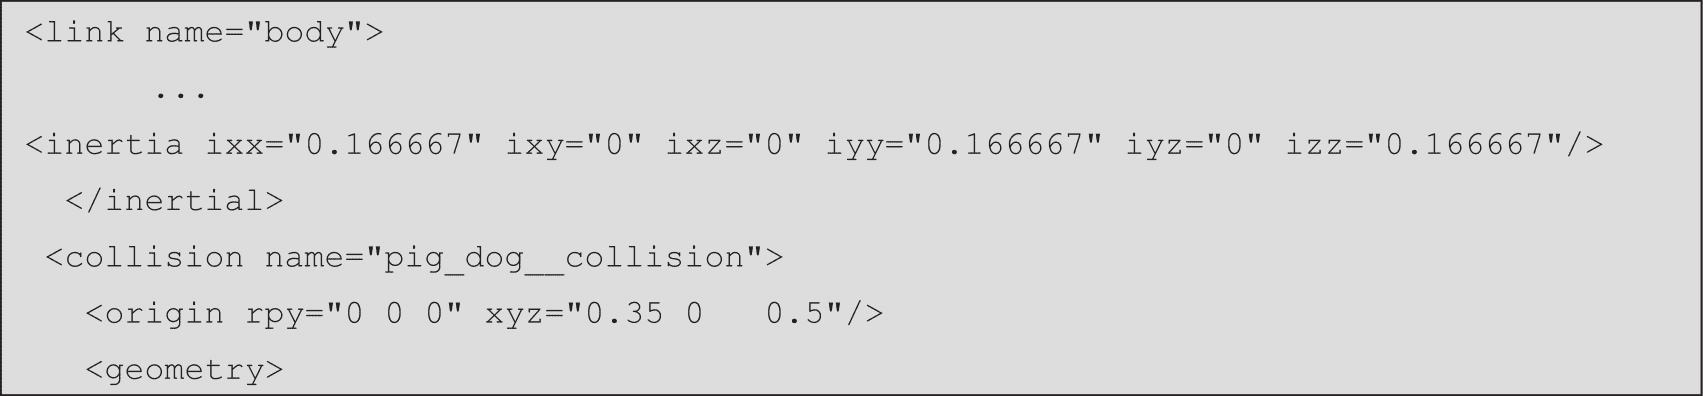 <link name="body">
...
<inertia ixx="0.166667" ixy="0" ixz="0" iyy="0.166667" iyz="0" izz="0.166667"/>
</inertial>
<collision name="pig_dog__collision">
<origin rpy="0 0 0" xyz="0.35 0   0.5"/>
<geometry>